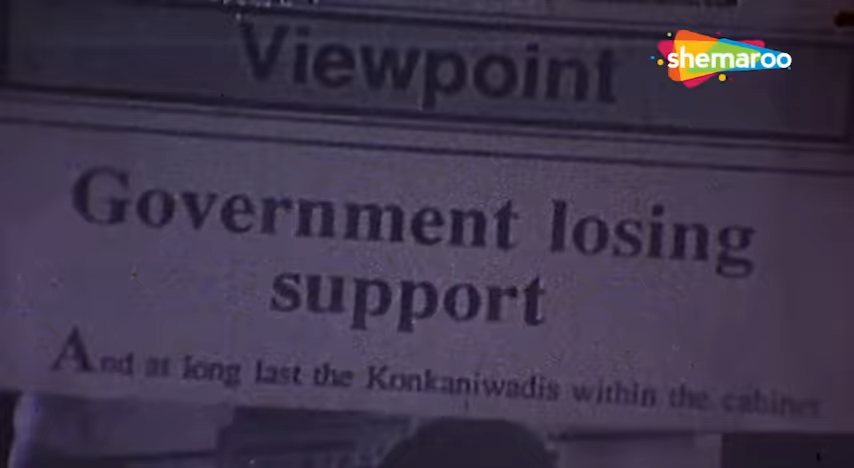 shemaroo
Viewpoint
Government losing
support
And at long last the Konkaniwadis within the cabinet